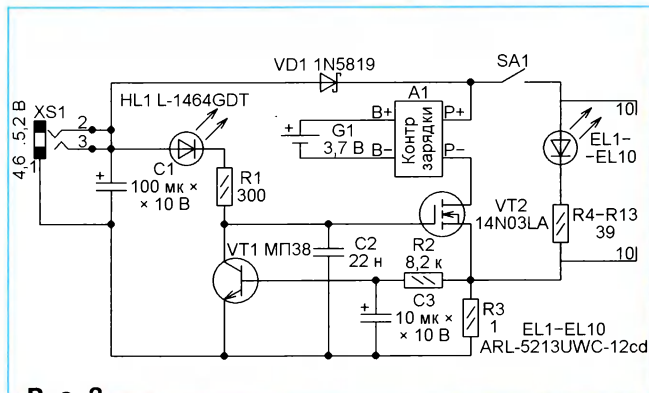 VD1 1N5819
SA1
HL1 L-1464GDT
A1
XS1
4,6...5,2 В
2
3
1
C1
100 мк ×
× 10 В
R1
300
G1
3,7 В
B+
B−
Контр
зарядки
P+
P−
10
EL1–
–EL10
VT2
14N03LA
R4–R13
39
10
VT1 МП38
C2
22 н
R2
8,2 к
C3
10 мк ×
× 10 В
R3
1
EL1–EL10
ARL-5213UWC-12cd